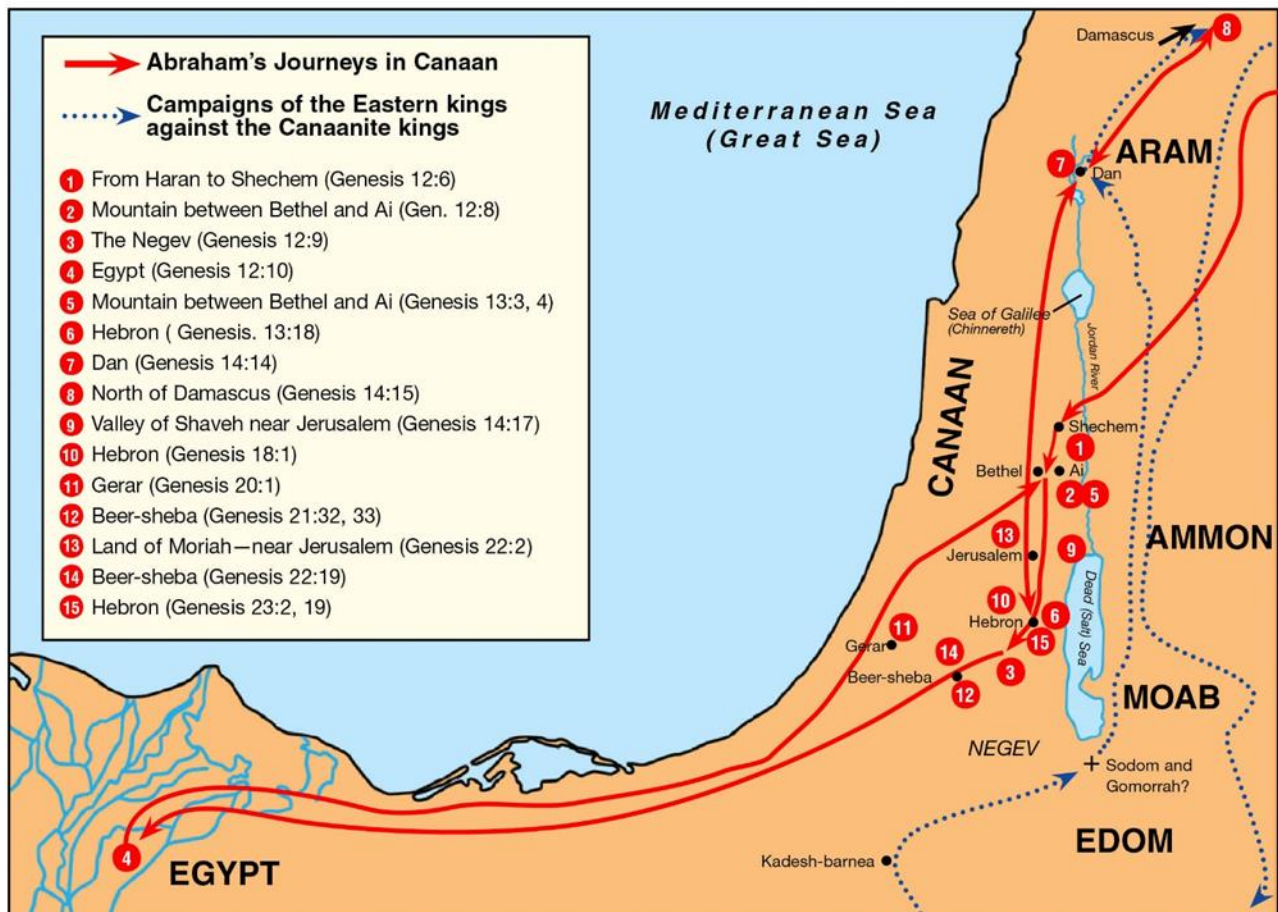 Abraham's Journeys in Canaan
Campaigns of the Eastern kings
against the Canaanite kings
1 From Haran to Shechem (Genesis 12:6)
2 Mountain between Bethel and Ai (Gen. 12:8)
3 The Negev (Genesis 12:9)
4 Egypt (Genesis 12:10)
5 Mountain between Bethel and Ai (Genesis 13:3, 4)
6 Hebron ( Genesis. 13:18)
7 Dan (Genesis 14:14)
8 North of Damascus (Genesis 14:15)
9 Valley of Shaveh near Jerusalem (Genesis 14:17)
10 Hebron (Genesis 18:1)
11 Gerar (Genesis 20:1)
12 Beer-sheba (Genesis 21:32, 33)
13 Land of Moriah—near Jerusalem (Genesis 22:2)
14 Beer-sheba (Genesis 22:19)
15 Hebron (Genesis 23:2, 19)
Mediterranean Sea
(Great Sea)
Damascus
8
ARAM
7
Dan
Sea of Galilee
(Chinnereth)
Jordan River
CANAAN
Shechem
1
Bethel
Ai
2
5
AMMON
13
Jerusalem
9
Dead (Salt) Sea
10
Hebron
6
15
11
Gerar
14
Beer-sheba
12
3
MOAB
NEGEV
Sodom and
Gomorrah?
EDOM
Kadesh-barnea
4
EGYPT